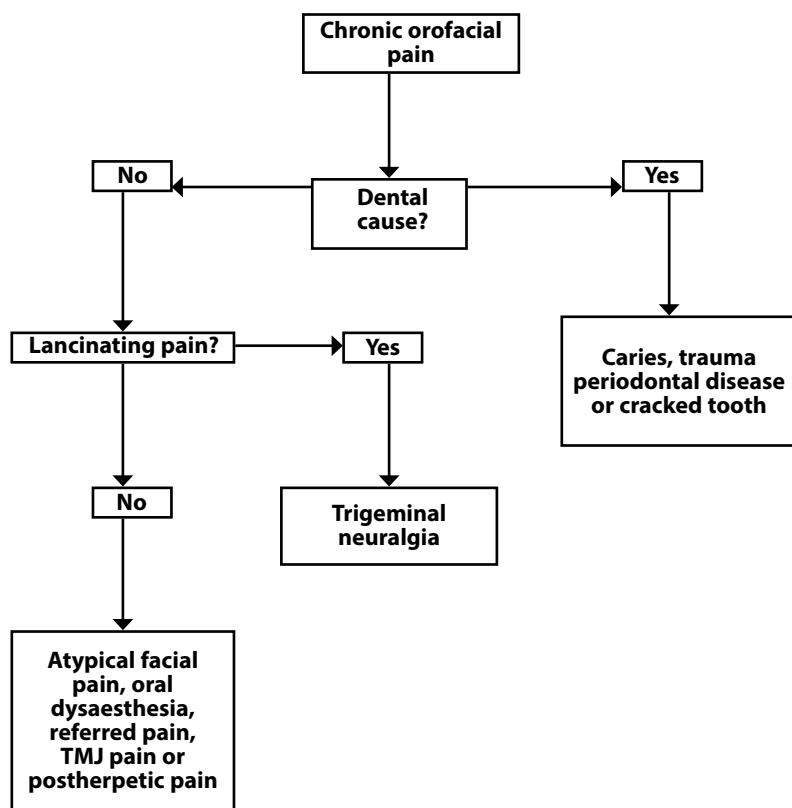 Chronic orofacial
pain
No
Dental
cause?
Yes
Lancinating pain?
Yes
Caries, trauma
periodontal disease
or cracked tooth
No
Trigeminal
neuralgia
Atypical facial
pain, oral
dysaesthesia,
referred pain,
TMJ pain or
postherpetic pain